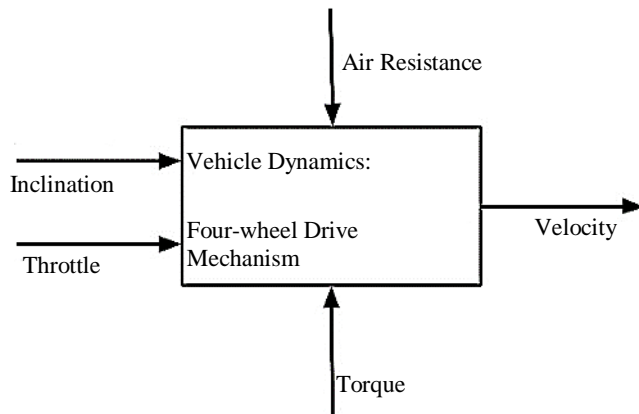 Air Resistance
Vehicle Dynamics:
Inclination
Four-wheel Drive
Mechanism
Velocity
Throttle
Torque